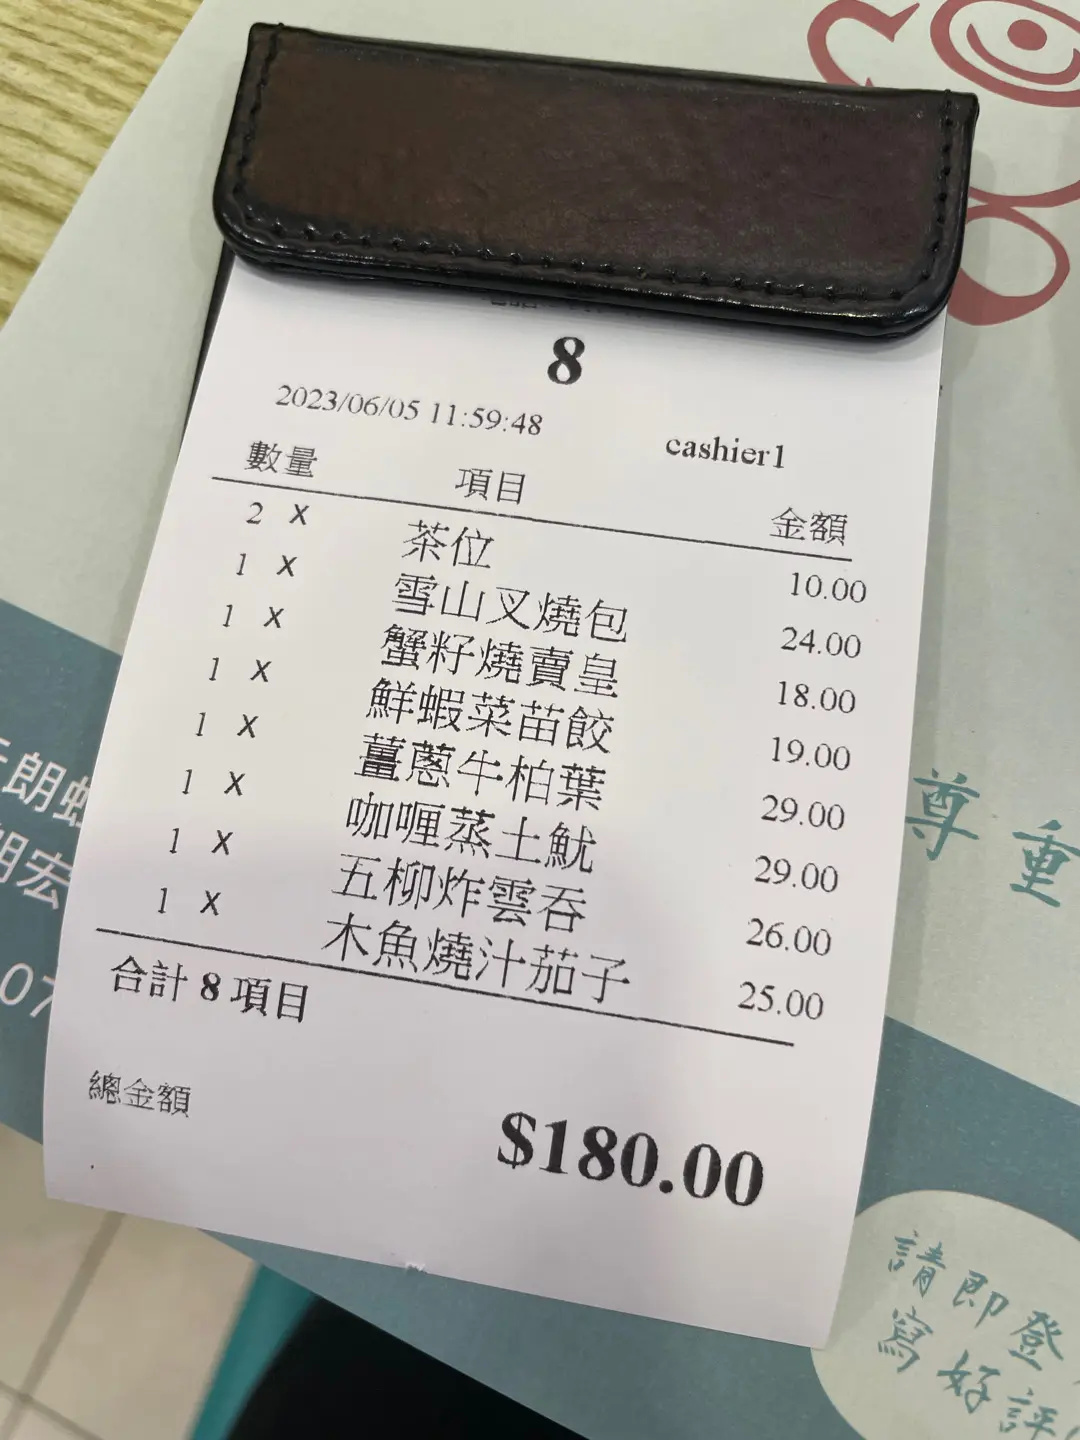 8
2023/06/05 11:59:48 cashier1
數量 項目 金額
2 X 茶位 10.00
1 X 雪山叉燒包 24.00
1 X 蟹籽燒賣皇 18.00
1 X 鮮蝦菜苗餃 19.00
1 X 薑蔥牛柏葉 29.00
1 X 咖喱蒸土魷 29.00
1 X 五柳炸雲吞 26.00
1 X 木魚燒汁茄子 25.00
合計 8 項目
總金額 $180.00
尊重
朗
朗宏
07
請即登
寫好評